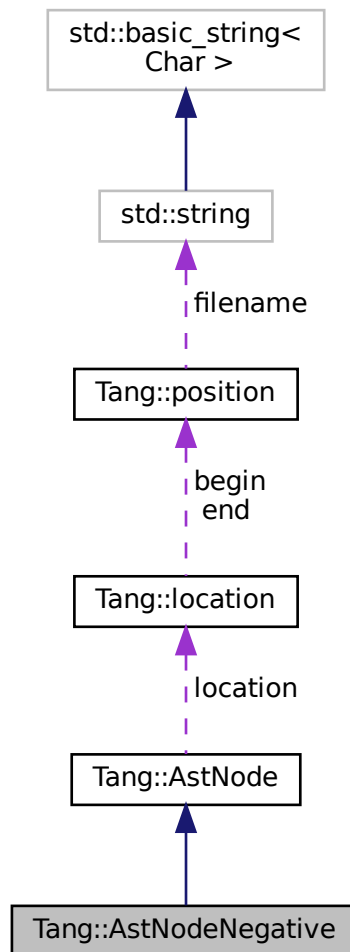 std::basic_string<
Char >
std::string
filename
Tang::position
begin
end
Tang::location
location
Tang::AstNode
Tang::AstNodeNegative